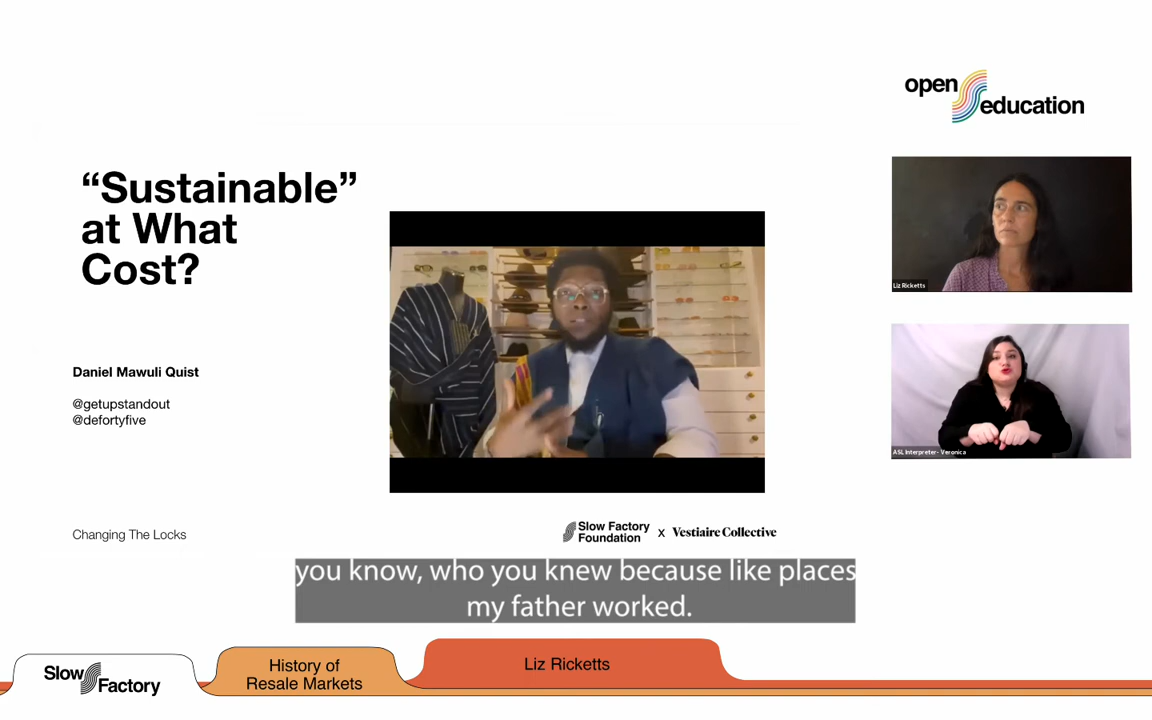 open
education
“Sustainable”
at What
Cost?
Liz Ricketts
Daniel Mawuli Quist
@getupstandout
@defortyfive
ASL Interpreter- Veronica
Changing The Locks
Slow Factory
Foundation
x
Vestiaire Collective
you know, who you knew because like places
my father worked.
Slow
Factory
History of
Resale Markets
Liz Ricketts